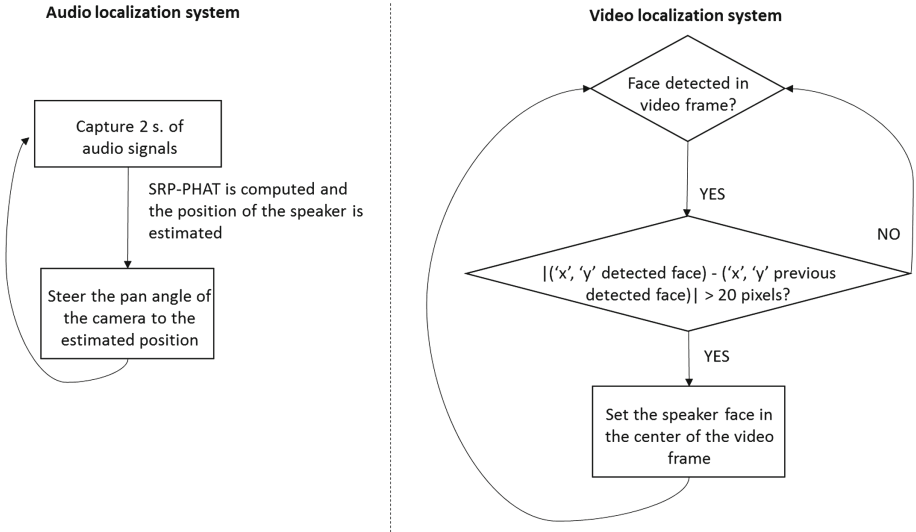 Audio localization system
Capture 2 s. of
audio signals
SRP-PHAT is computed and
the position of the speaker is
estimated
Steer the pan angle of
the camera to the
estimated position
Video localization system
Face detected in
video frame?
YES
NO
|(‘x’, ‘y’ detected face) - (‘x’, ‘y’ previous
detected face)| > 20 pixels?
YES
Set the speaker face in
the center of the video
frame